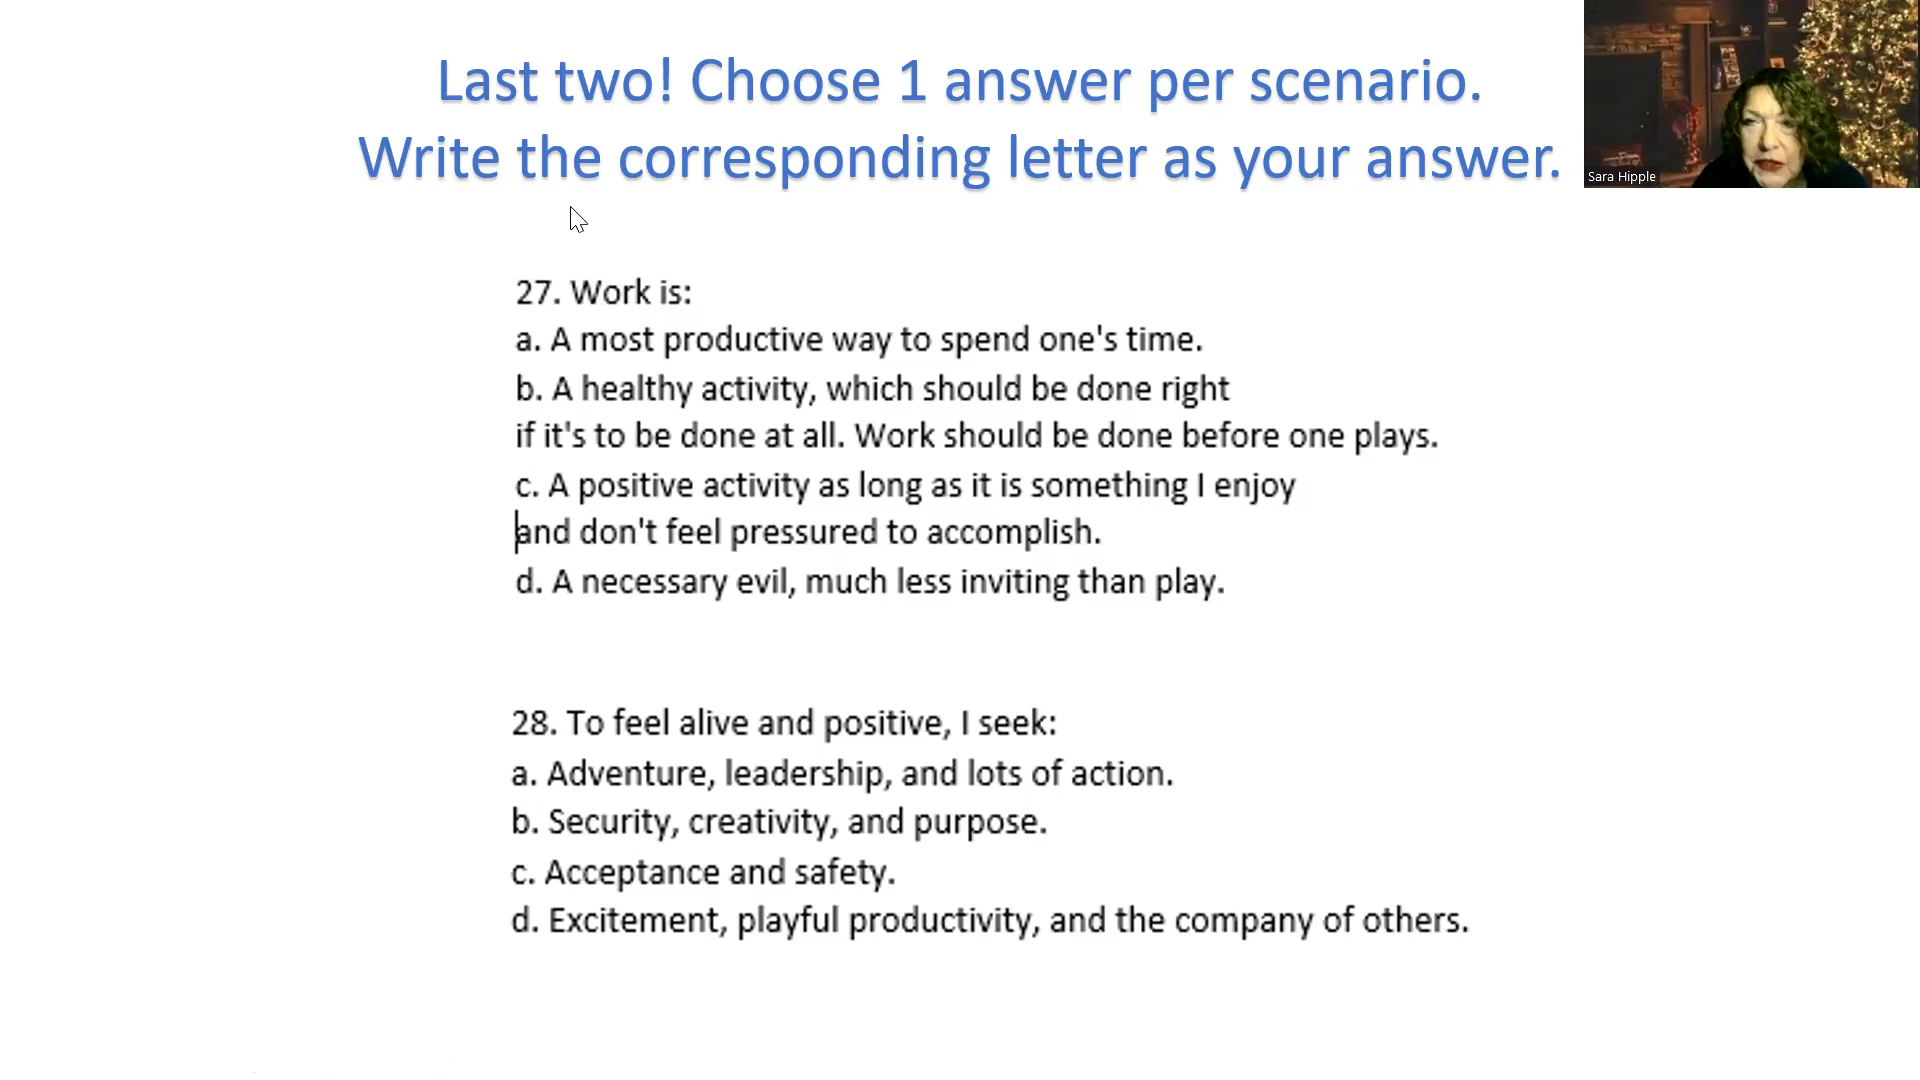 Last two! Choose 1 answer per scenario.
Write the corresponding letter as your answer.
Sara Hipple
27. Work is:
a. A most productive way to spend one's time.
b. A healthy activity, which should be done right
if it's to be done at all. Work should be done before one plays.
c. A positive activity as long as it is something I enjoy
and don't feel pressured to accomplish.
d. A necessary evil, much less inviting than play.
28. To feel alive and positive, I seek:
a. Adventure, leadership, and lots of action.
b. Security, creativity, and purpose.
c. Acceptance and safety.
d. Excitement, playful productivity, and the company of others.